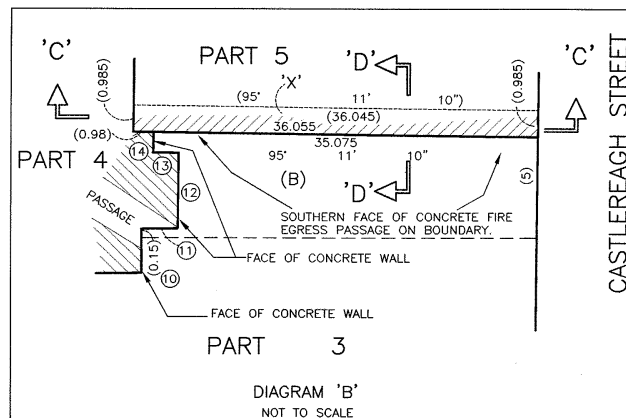 'C'
PART 5
'D'
'C'
(0.985)
'X'
(95° 11' 10")
(0.985)
CASTLEREAGH STREET
(36.045)
36.055
(0.98)
35.075
PART 4
14
13
95° 11' 10"
(B)
'D'
(5)
12
SOUTHERN FACE OF CONCRETE FIRE
EGRESS PASSAGE ON BOUNDARY.
PASSAGE
11
FACE OF CONCRETE WALL
(0.15)
10
FACE OF CONCRETE WALL
PART 3
DIAGRAM 'B'
NOT TO SCALE